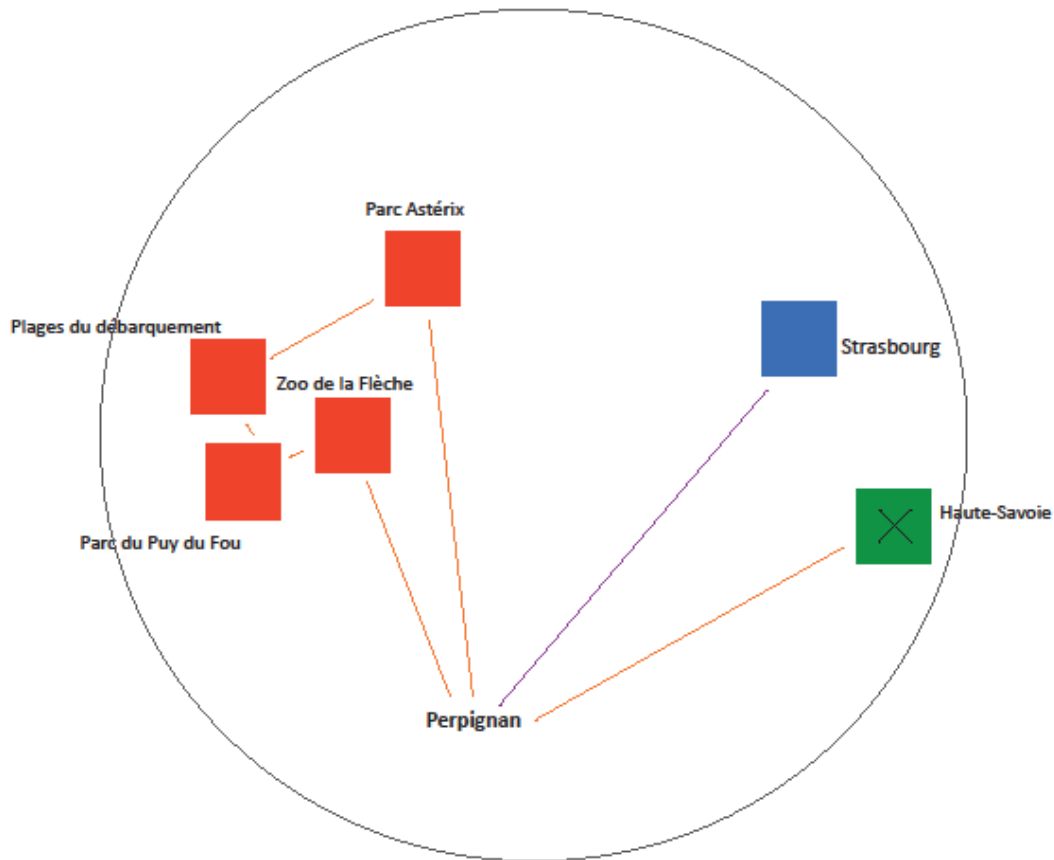 Parc Astérix
Plages du débarquement
Strasbourg
Zoo de la Flèche
Haute-Savoie
Parc du Puy du Fou
Perpignan